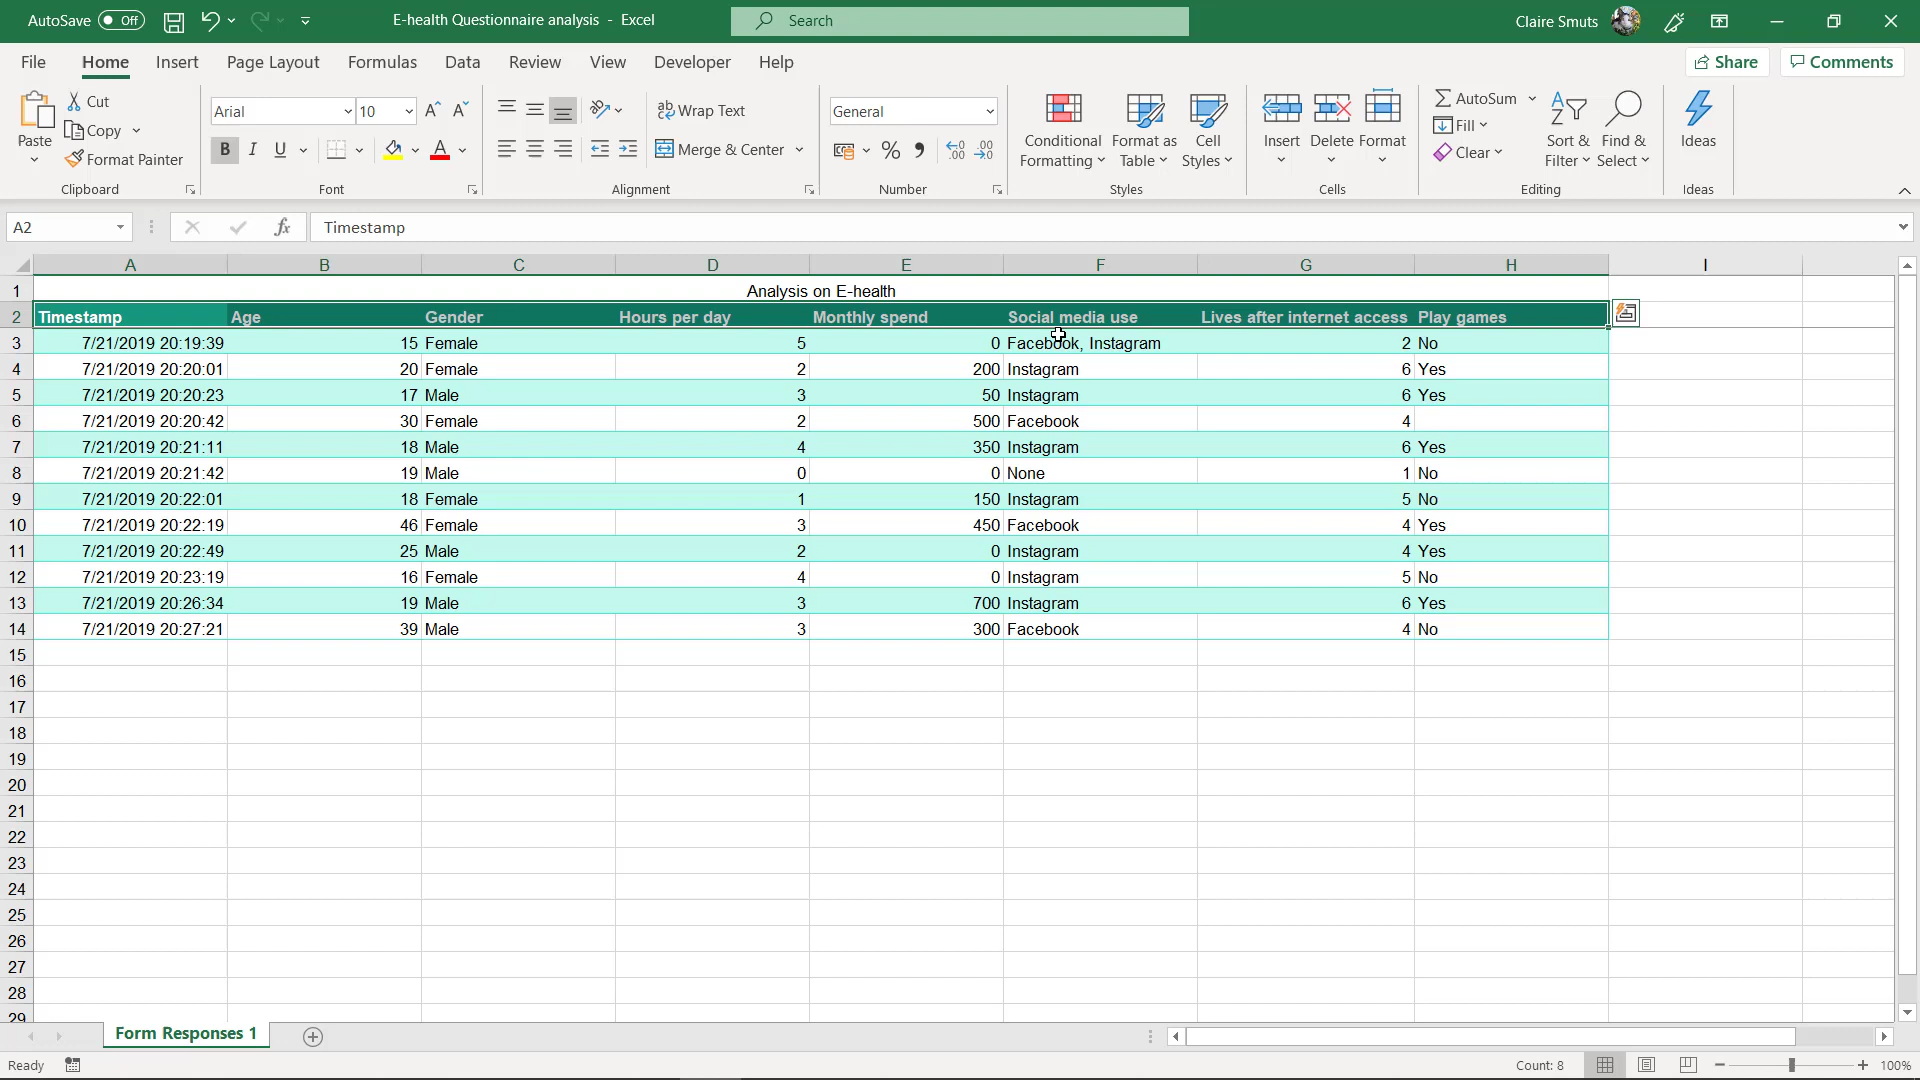 AutoSave Off E-health Questionnaire analysis - Excel Search Claire Smuts
File Home Insert Page Layout Formulas Data Review View Developer Help Share Comments
Paste Cut Copy Format Painter
Clipboard
Arial 10
B I U A
Font
ab Wrap Text
Merge & Center
Alignment
General
% , .00
Number
Conditional Formatting Format as Table Cell Styles
Styles
Insert Delete Format
Cells
AutoSum Fill Clear Sort & Filter Find & Select
Editing
Ideas
Ideas
A2 fx Timestamp
A B C D E F G H I
1 Analysis on E-health
2 Timestamp Age Gender Hours per day Monthly spend Social media use Lives after internet access Play games
3 7/21/2019 20:19:39 15 Female 5 0 Facebook, Instagram 2 No
4 7/21/2019 20:20:01 20 Female 2 200 Instagram 6 Yes
5 7/21/2019 20:20:23 17 Male 3 50 Instagram 6 Yes
6 7/21/2019 20:20:42 30 Female 2 500 Facebook 4
7 7/21/2019 20:21:11 18 Male 4 350 Instagram 6 Yes
8 7/21/2019 20:21:42 19 Male 0 0 None 1 No
9 7/21/2019 20:22:01 18 Female 1 150 Instagram 5 No
10 7/21/2019 20:22:19 46 Female 3 450 Facebook 4 Yes
11 7/21/2019 20:22:49 25 Male 2 0 Instagram 4 Yes
12 7/21/2019 20:23:19 16 Female 4 0 Instagram 5 No
13 7/21/2019 20:26:34 19 Male 3 700 Instagram 6 Yes
14 7/21/2019 20:27:21 39 Male 3 300 Facebook 4 No
15
16
17
18
19
20
21
22
23
24
25
26
27
28
29
Form Responses 1
Ready Count: 8 100%